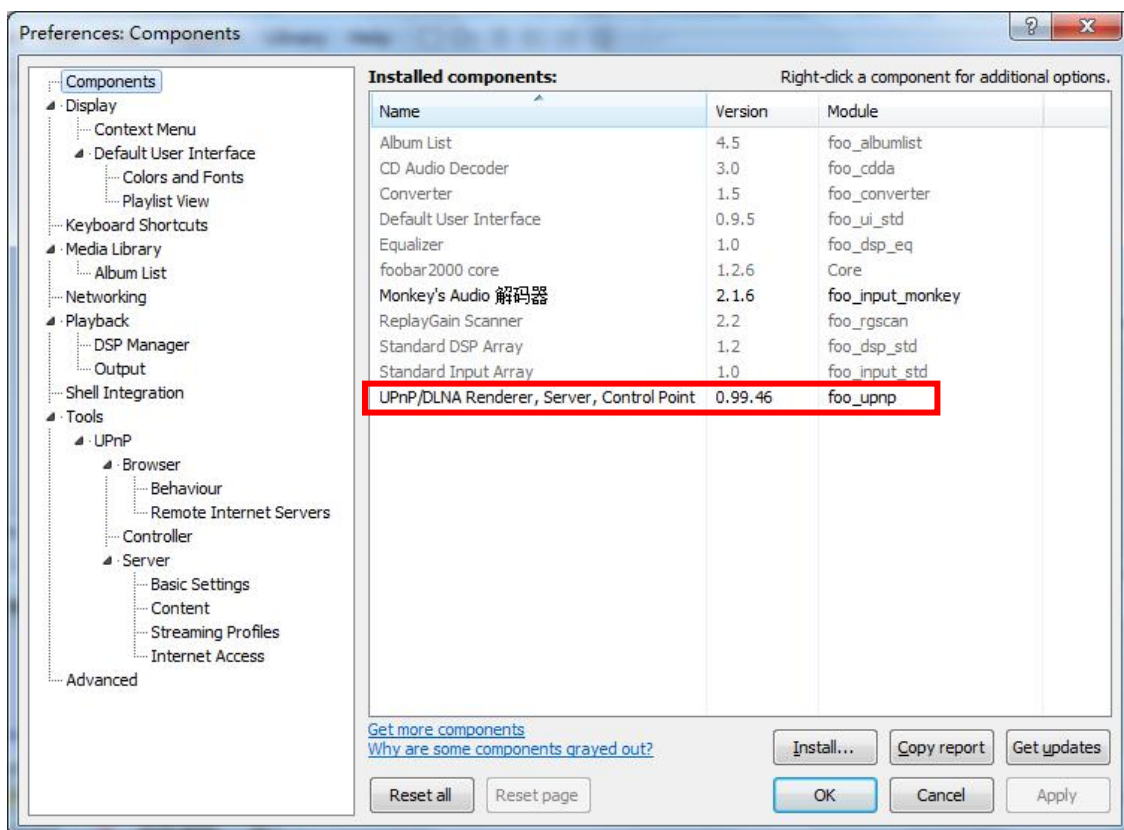 Preferences: Components
Components
Display
Context Menu
Default User Interface
Colors and Fonts
Playlist View
Keyboard Shortcuts
Media Library
Album List
Networking
Playback
DSP Manager
Output
Shell Integration
Tools
UPnP
Browser
Behaviour
Remote Internet Servers
Controller
Server
Basic Settings
Content
Streaming Profiles
Internet Access
Advanced
Installed components: Right-click a component for additional options.
Name Version Module
Album List 4.5 foo_albumlist
CD Audio Decoder 3.0 foo_cdda
Converter 1.5 foo_converter
Default User Interface 0.9.5 foo_ui_std
Equalizer 1.0 foo_dsp_eq
foobar2000 core 1.2.6 Core
Monkey's Audio 解码器 2.1.6 foo_input_monkey
ReplayGain Scanner 2.2 foo_rgscan
Standard DSP Array 1.2 foo_dsp_std
Standard Input Array 1.0 foo_input_std
UPnP/DLNA Renderer, Server, Control Point 0.99.46 foo_upnp
Get more components
Why are some components grayed out?
Install... Copy report Get updates
Reset all Reset page OK Cancel Apply